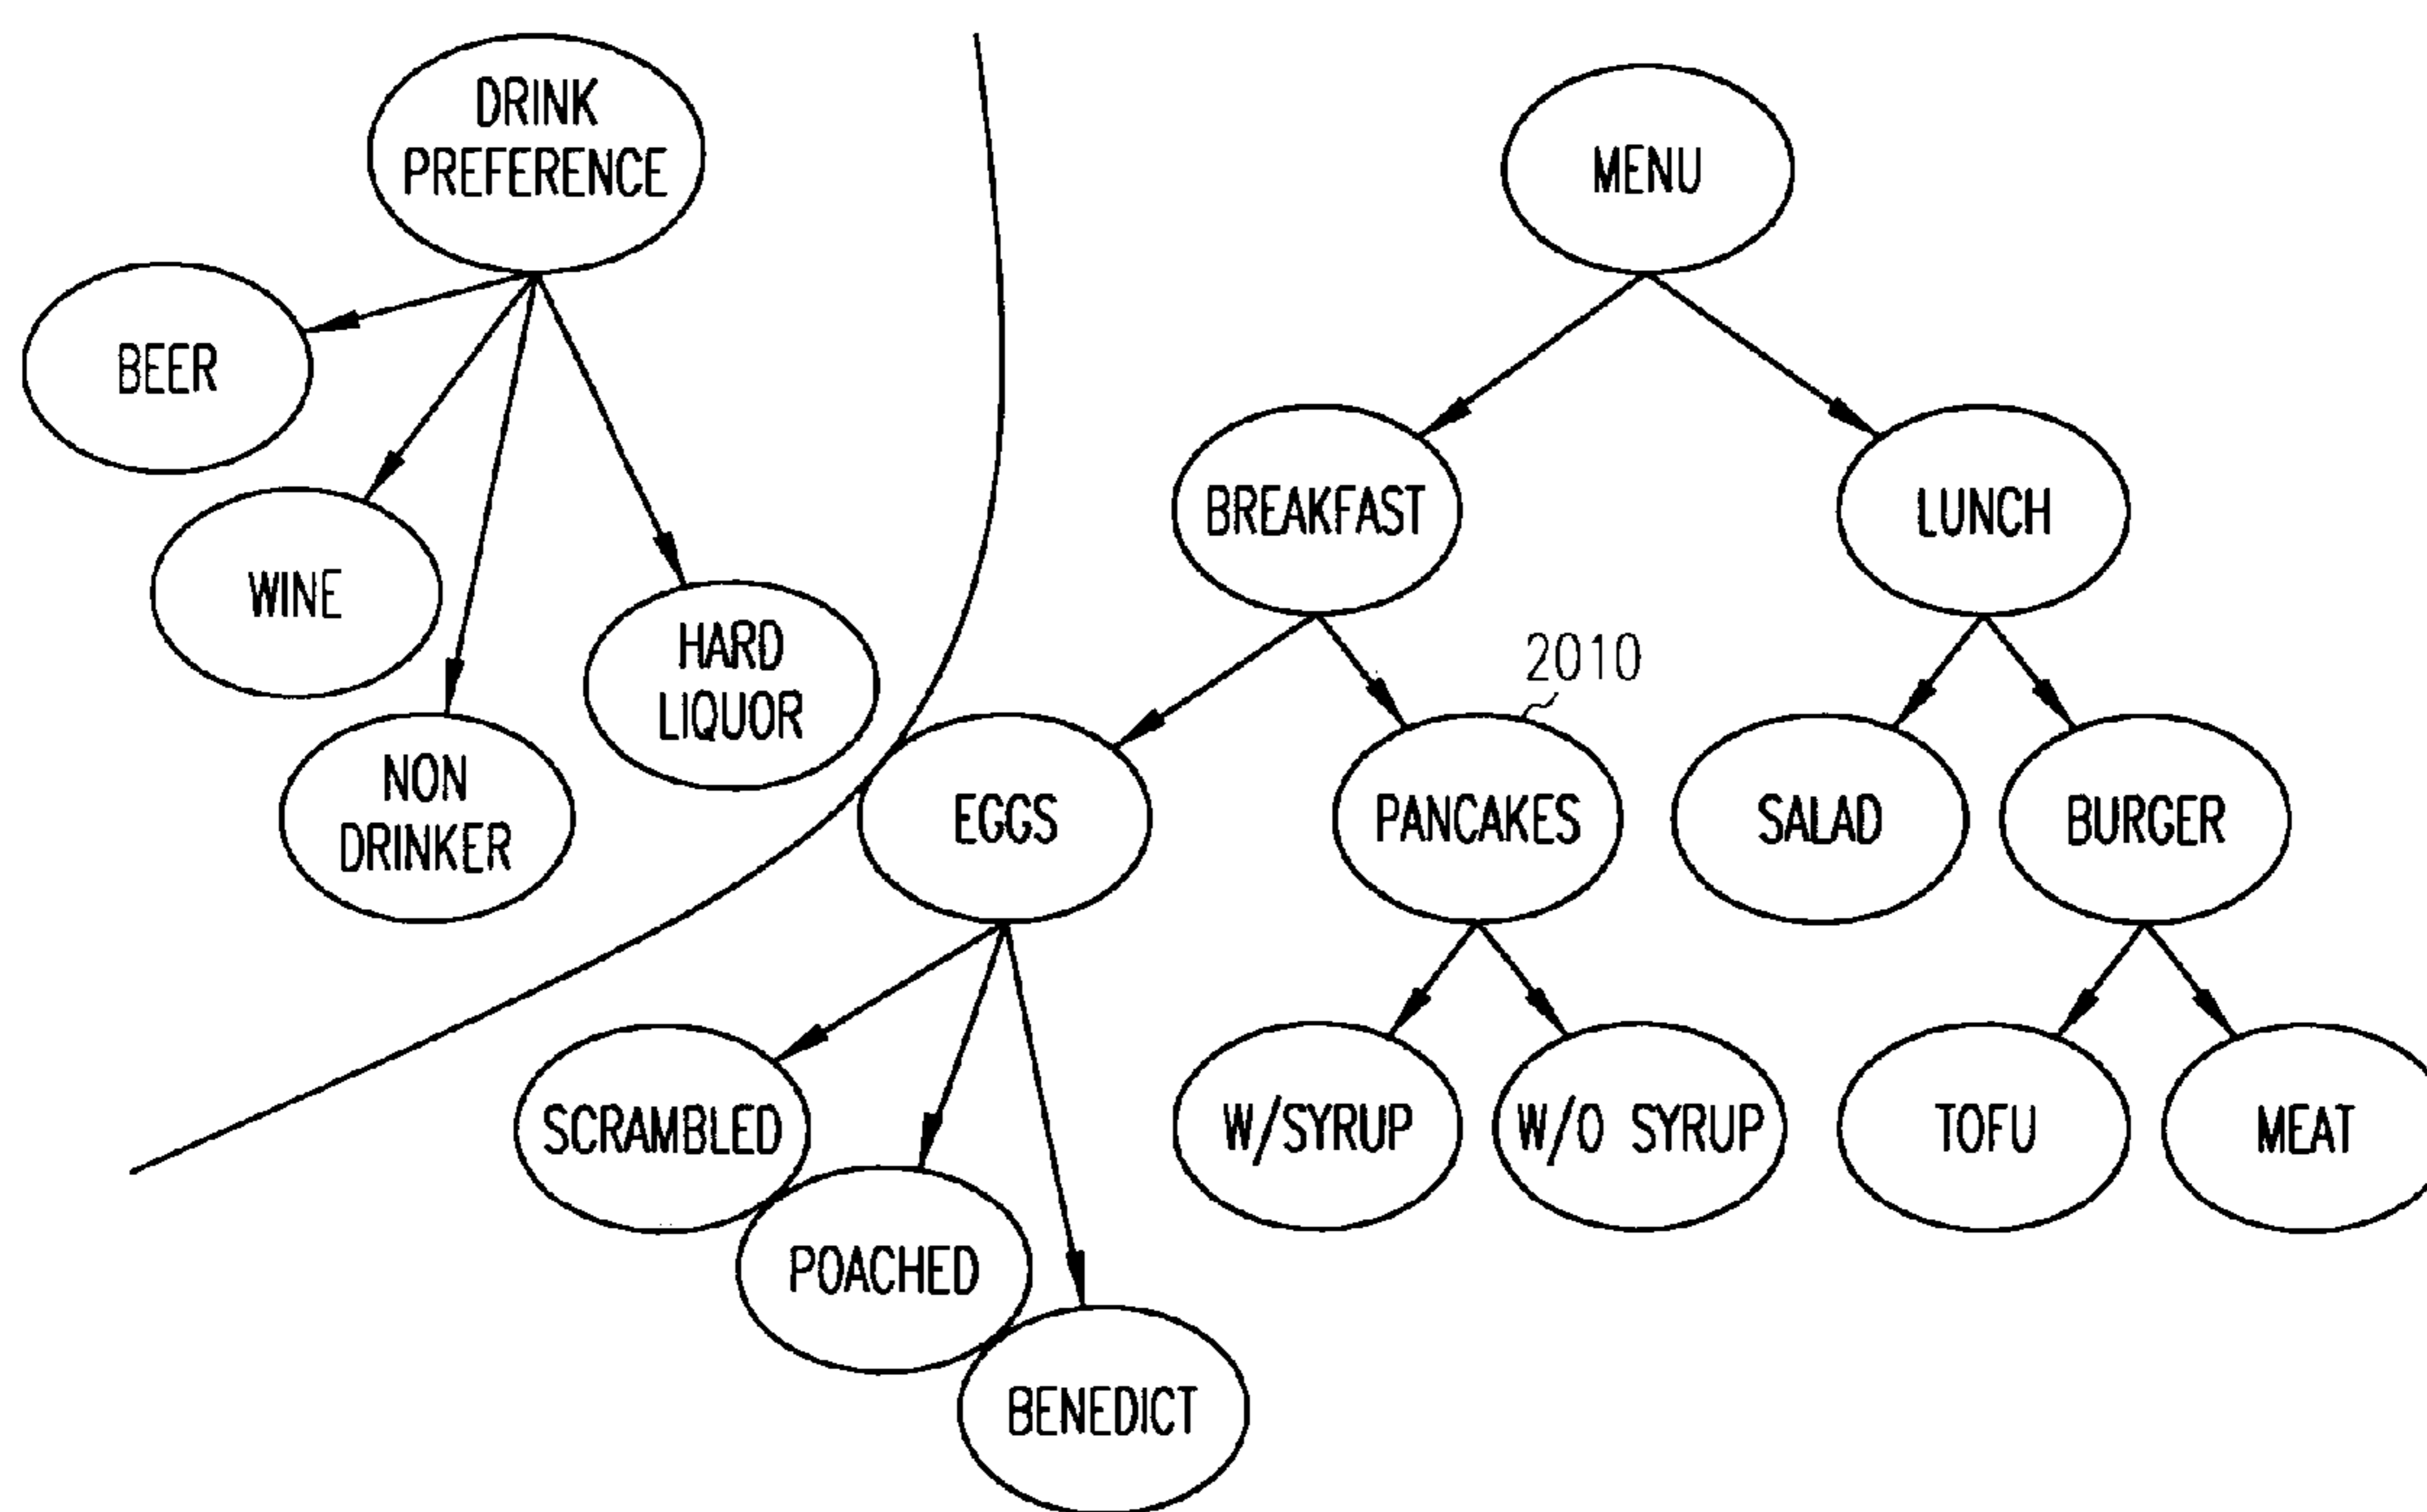 DRINK
PREFERENCE
BEER
WINE
NON
DRINKER
HARD
LIQUOR
MENU
BREAKFAST
LUNCH
2010
EGGS
PANCAKES
SALAD
BURGER
SCRAMBLED
POACHED
BENEDICT
W/SYRUP
W/O SYRUP
TOFU
MEAT